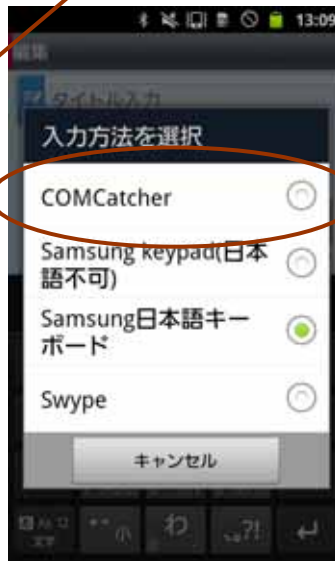 13:09
編集
タイトル入力
入力方法を選択
COMCatcher
Samsung keypad(日本
語不可)
Samsung日本語キー
ボード
Swype
キャンセル
小
わ
?!